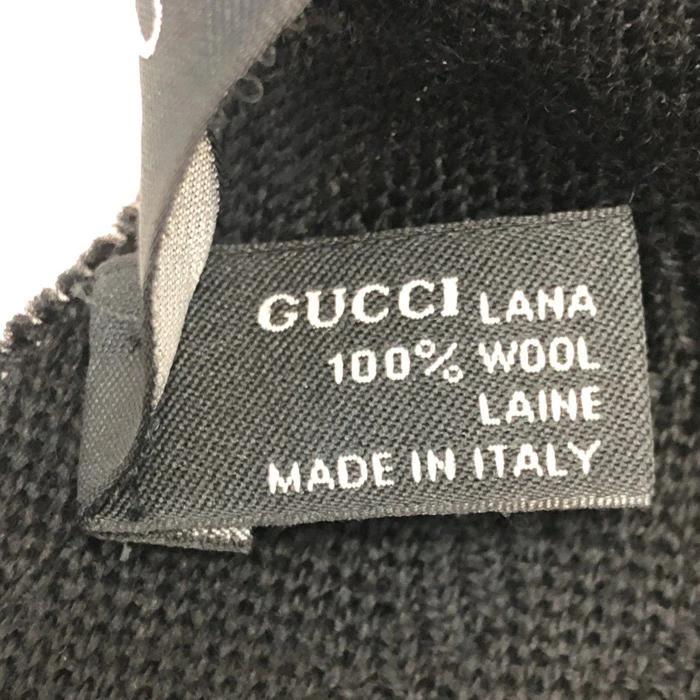 GUCCI LANA
100% WOOL
LAINE
MADE IN ITALY